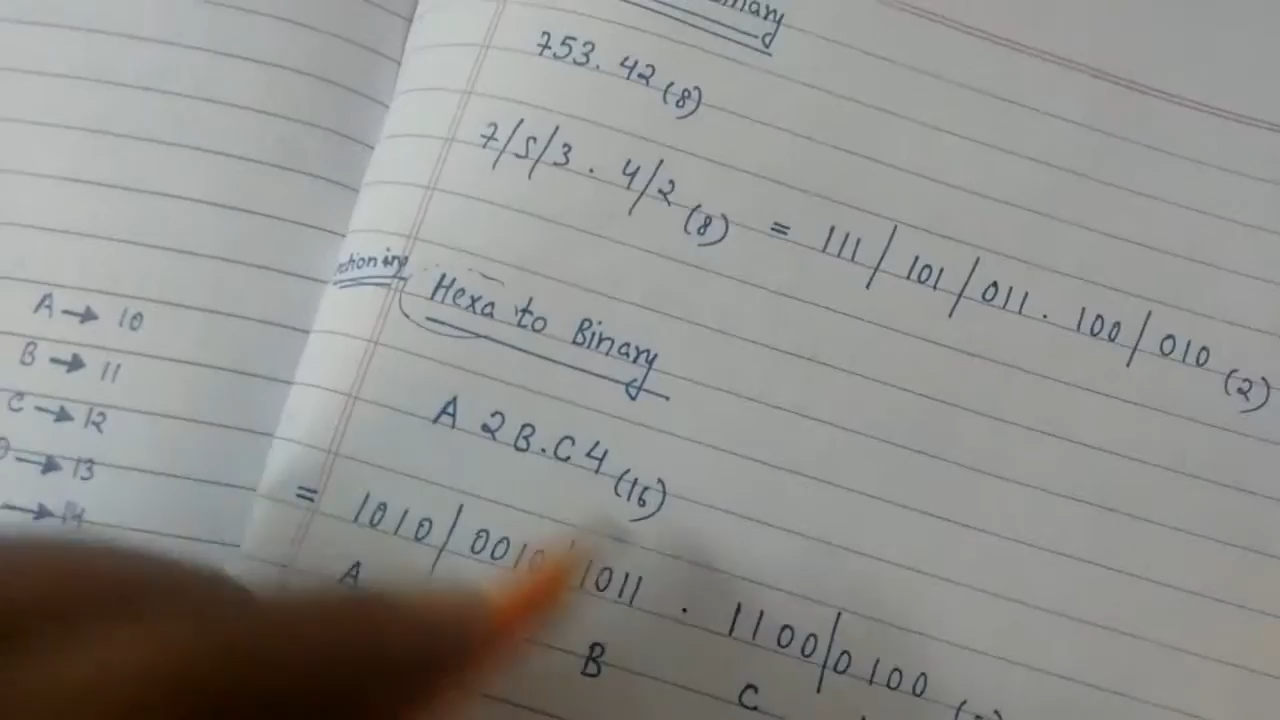 753.42(8)
7/5/3 . 4/2(8) = 111/101/011.100/010(2)
Hexa to Binary
A 2B.C4(16)
= 1010/0010/1011 . 1100/0100
A B C
A → 10
B → 11
C → 12
→ 13
→ 14